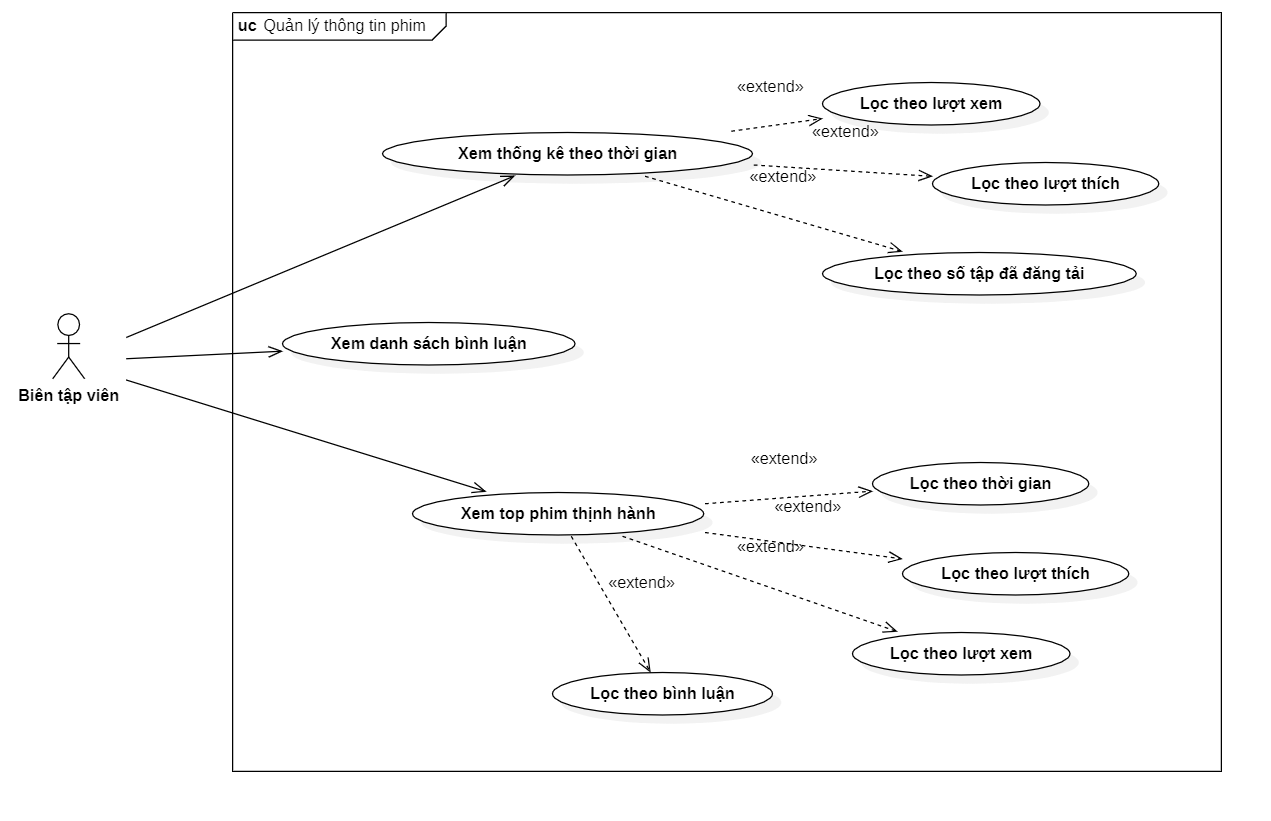 uc Quản lý thông tin phim
«extend»
Lọc theo lượt xem
«extend»
Xem thống kê theo thời gian
«extend»
Lọc theo lượt thích
Lọc theo số tập đã đăng tải
Xem danh sách bình luận
Biên tập viên
«extend»
Lọc theo thời gian
«extend»
Xem top phim thịnh hành
«extend»
Lọc theo lượt thích
«extend»
Lọc theo lượt xem
Lọc theo bình luận